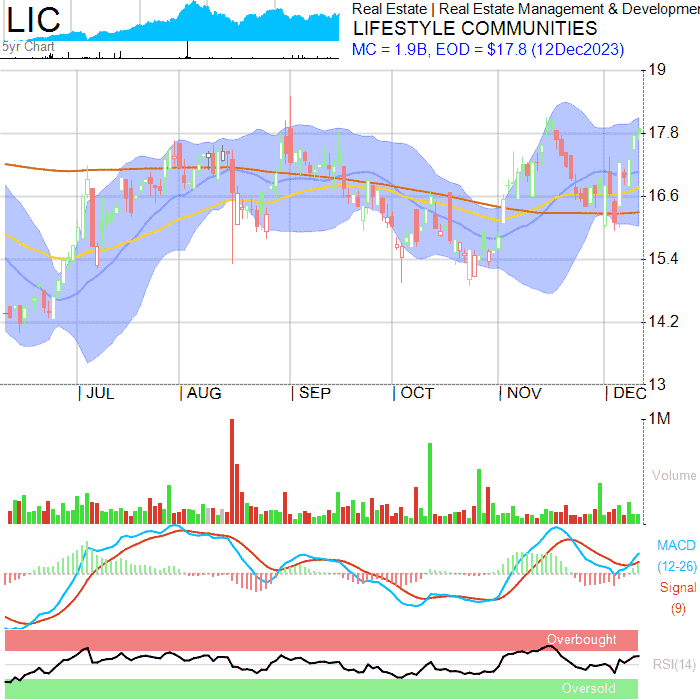 LIC
5yr Chart
Real Estate | Real Estate Management & Developmer
LIFESTYLE COMMUNITIES
MC = 1.9B, EOD = $17.8 (12Dec2023)
19
17.8
16.6
15.4
14.2
13
JUL
AUG
SEP
OCT
NOV
DEC
1M
Volume
MACD
(12-26)
Signal
(9)
Overbought
RSI(14)
Oversold